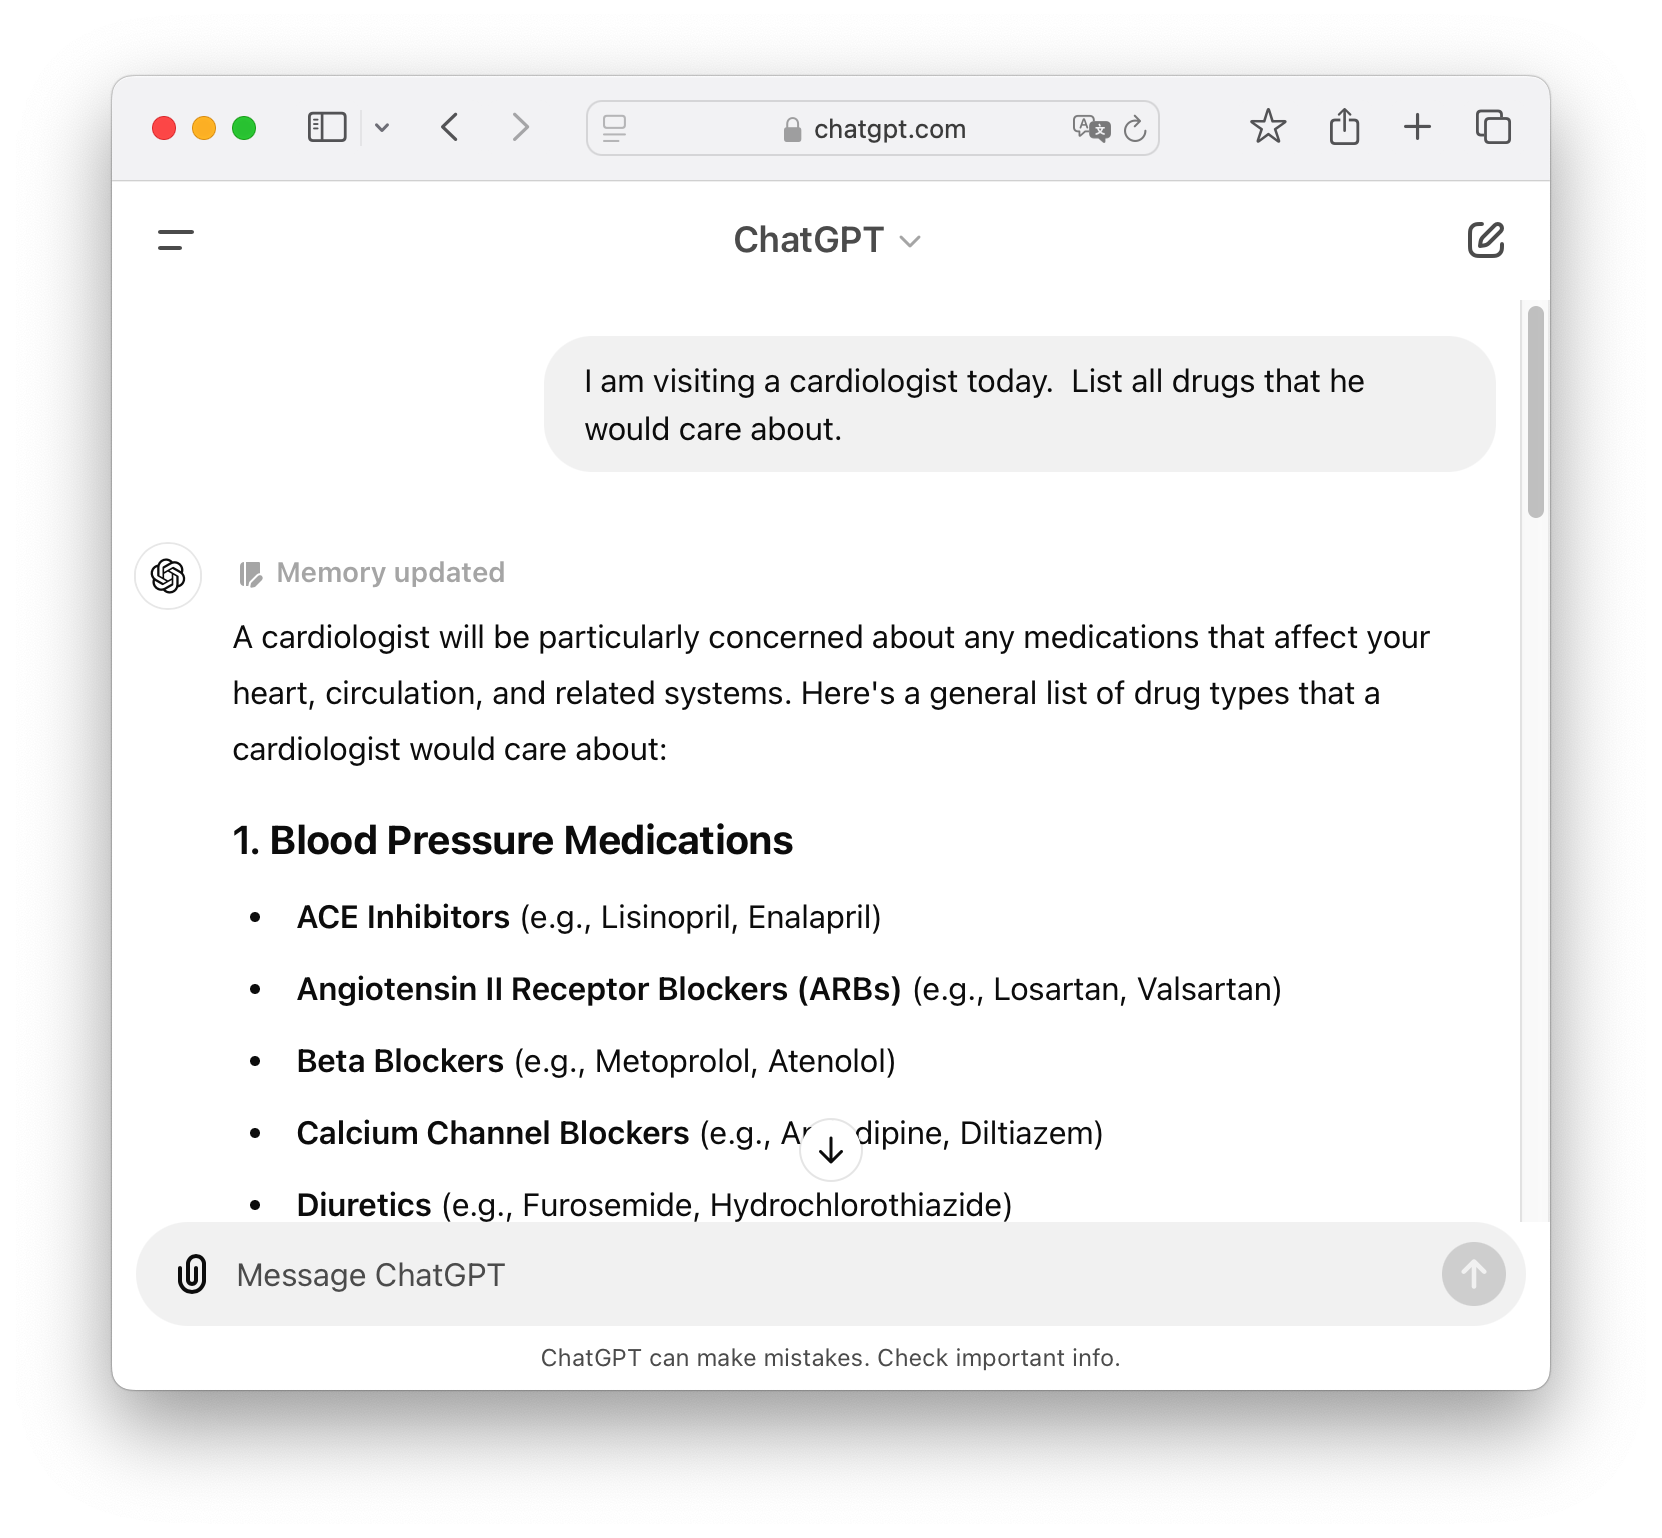 chatgpt.com
ChatGPT
I am visiting a cardiologist today.  List all drugs that he
would care about.
Memory updated
A cardiologist will be particularly concerned about any medications that affect your
heart, circulation, and related systems. Here's a general list of drug types that a
cardiologist would care about:
1. Blood Pressure Medications
• ACE Inhibitors (e.g., Lisinopril, Enalapril)
• Angiotensin II Receptor Blockers (ARBs) (e.g., Losartan, Valsartan)
• Beta Blockers (e.g., Metoprolol, Atenolol)
• Calcium Channel Blockers (e.g., Diltiazem)
• Diuretics (e.g., Furosemide, Hydrochlorothiazide)
Message ChatGPT
ChatGPT can make mistakes. Check important info.